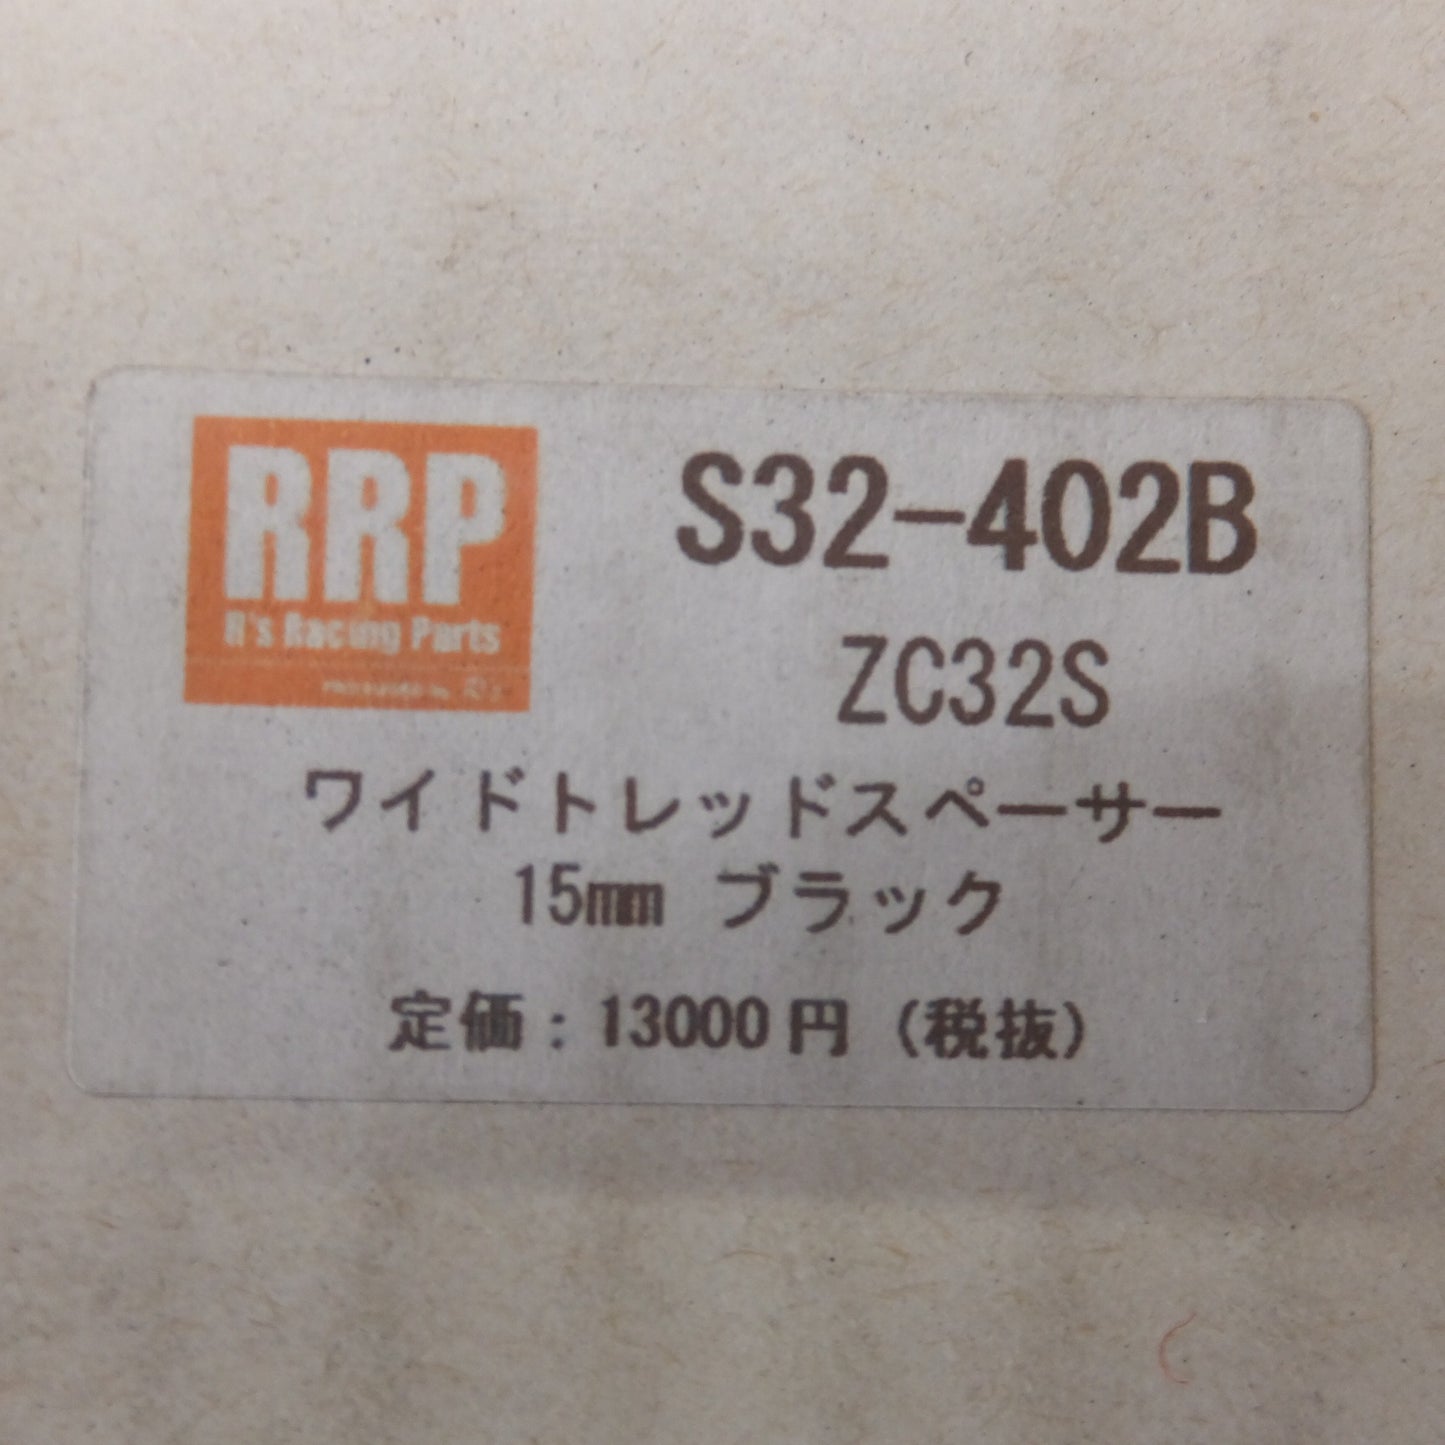 RRP
R's Racing Parts
S32-402B
ZC32S
ワイドトレッドスペーサー
15mm ブラック
定価：13000円（税抜）